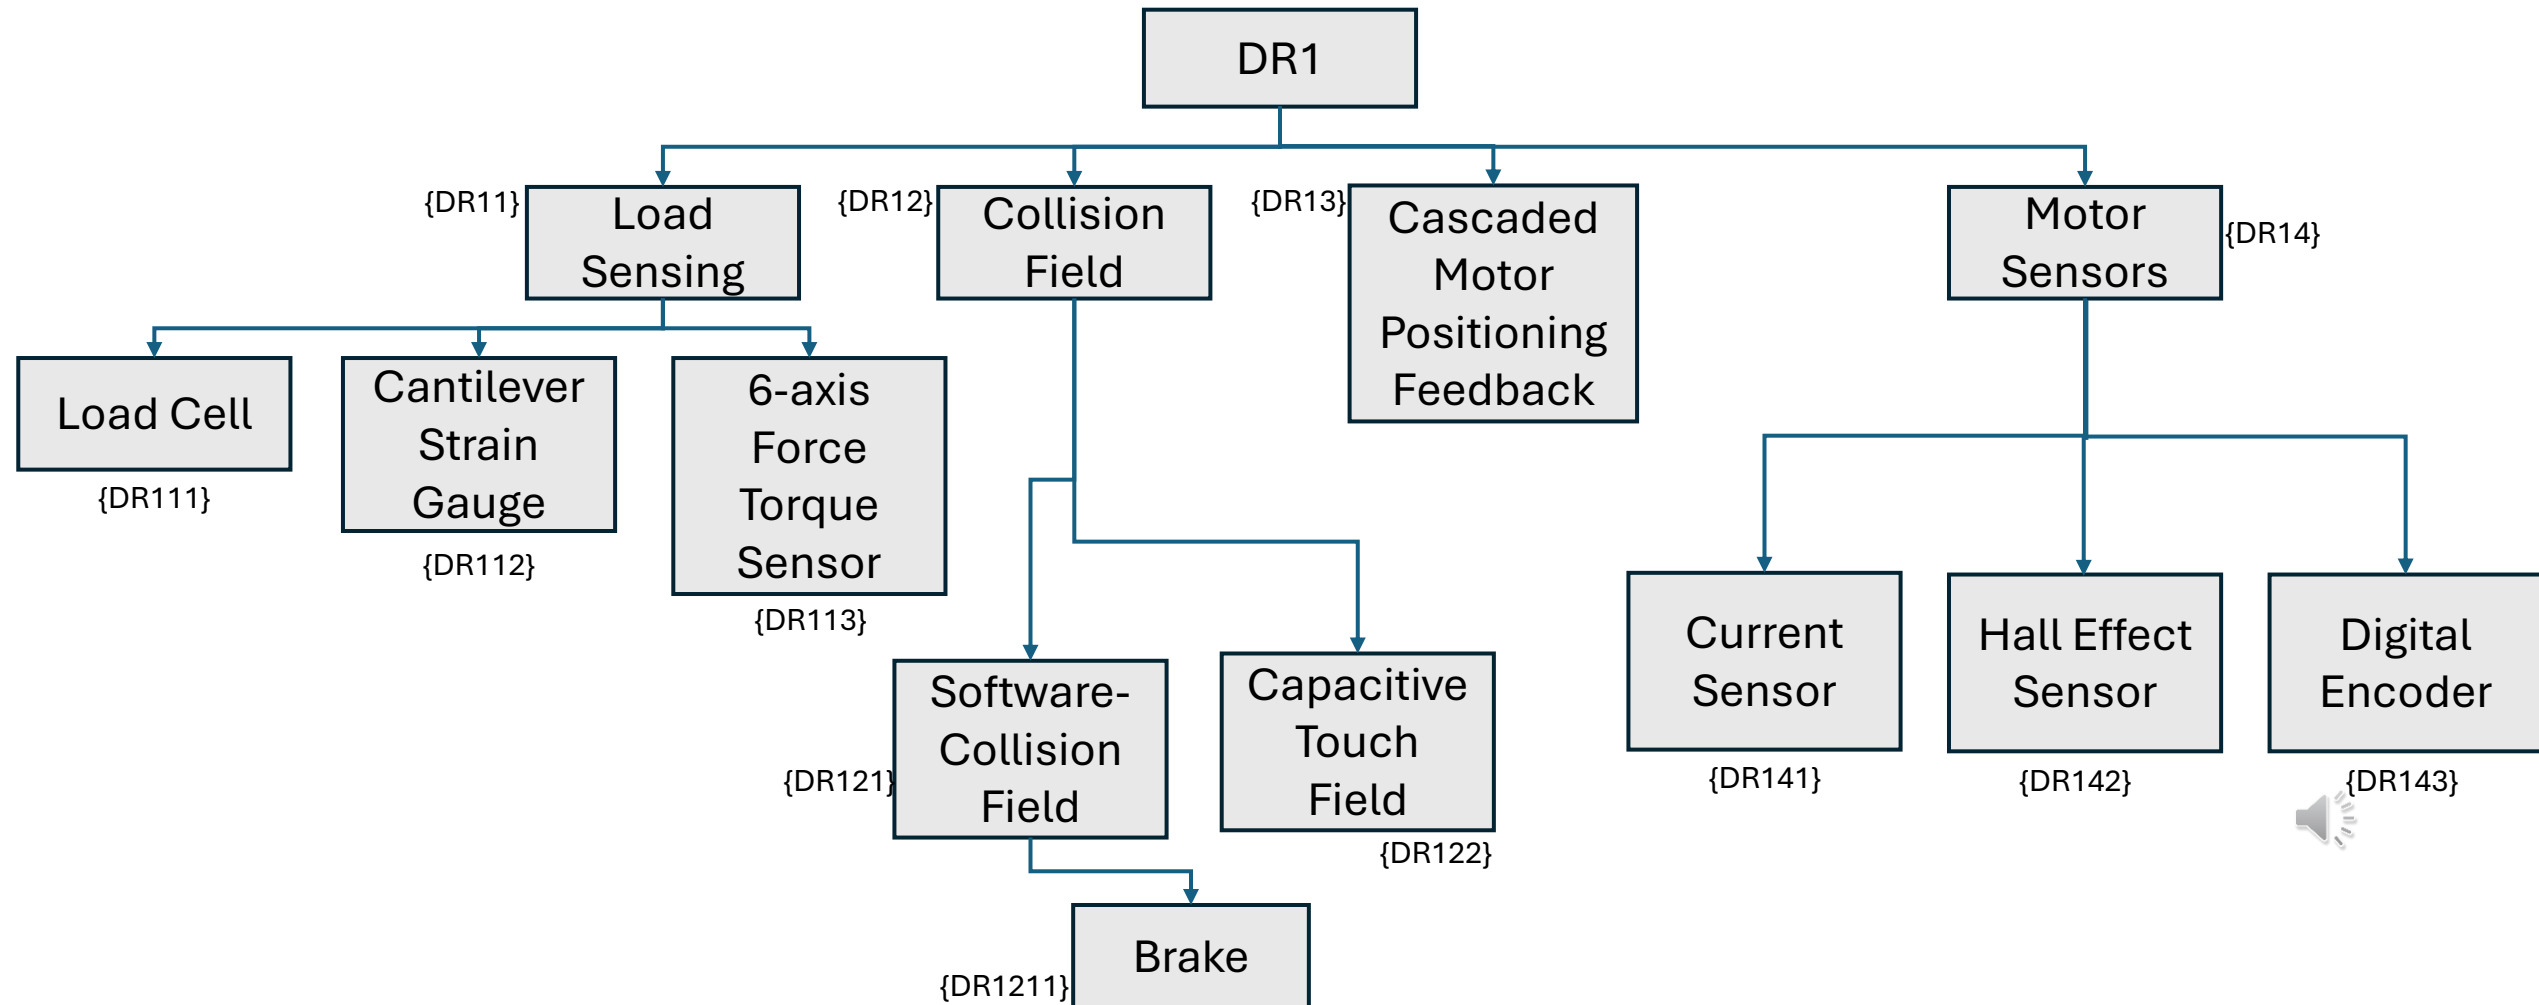 DR1
{DR11}
Load
Sensing
{DR12}
Collision
Field
{DR13}
Cascaded
Motor
Positioning
Feedback
Motor
Sensors
{DR14}
Load Cell
{DR111}
Cantilever
Strain
Gauge
{DR112}
6-axis
Force
Torque
Sensor
{DR113}
Software-
Collision
Field
{DR121}
Capacitive
Touch
Field
{DR122}
Current
Sensor
{DR141}
Hall Effect
Sensor
{DR142}
Digital
Encoder
{DR143}
Brake
{DR1211}